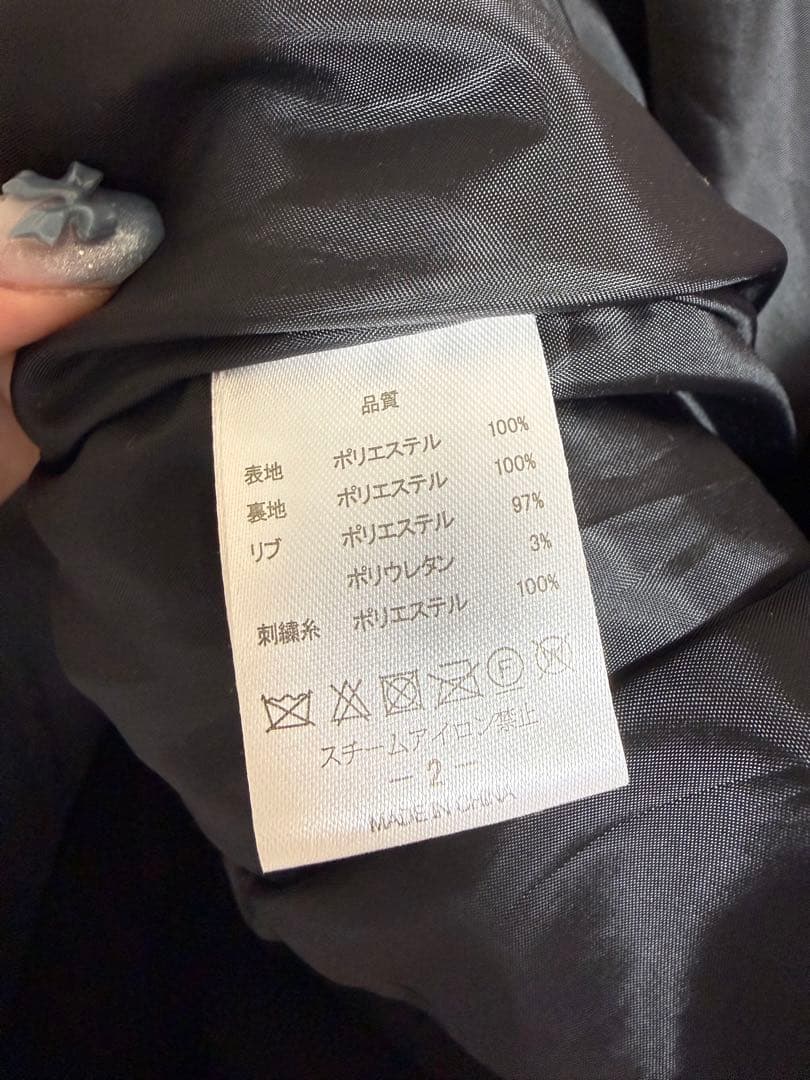 品質
表地 ポリエステル 100%
裏地 ポリエステル 100%
リブ ポリエステル 97%
ポリウレタン 3%
刺繍糸 ポリエステル 100%
F W
スチームアイロン禁止
- 2 -
MADE IN CHINA